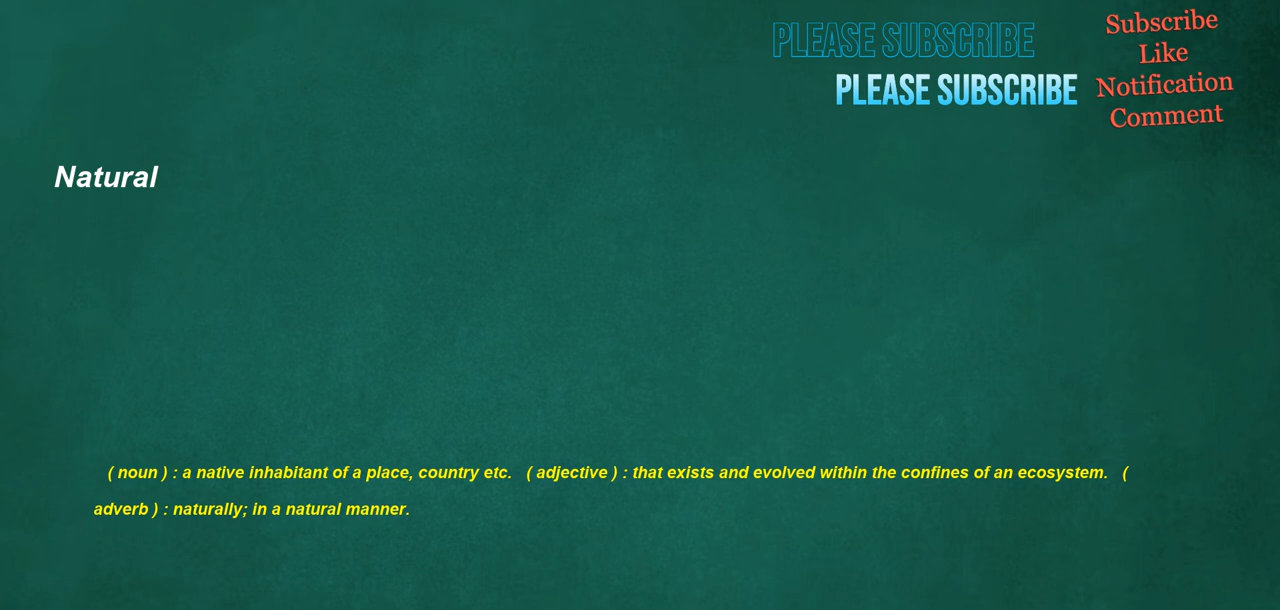 PLEASE SUBSCRIBE
PLEASE SUBSCRIBE
Subscribe
Like
Notification
Comment
Natural
( noun ) : a native inhabitant of a place, country etc. ( adjective ) : that exists and evolved within the confines of an ecosystem. (
adverb ) : naturally; in a natural manner.